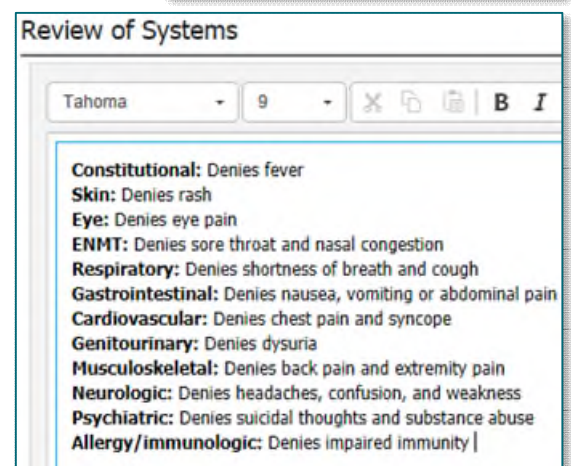 Review of Systems
Tahoma 9 B I
Constitutional: Denies fever
Skin: Denies rash
Eye: Denies eye pain
ENMT: Denies sore throat and nasal congestion
Respiratory: Denies shortness of breath and cough
Gastrointestinal: Denies nausea, vomiting or abdominal pain
Cardiovascular: Denies chest pain and syncope
Genitourinary: Denies dysuria
Musculoskeletal: Denies back pain and extremity pain
Neurologic: Denies headaches, confusion, and weakness
Psychiatric: Denies suicidal thoughts and substance abuse
Allergy/immunologic: Denies impaired immunity